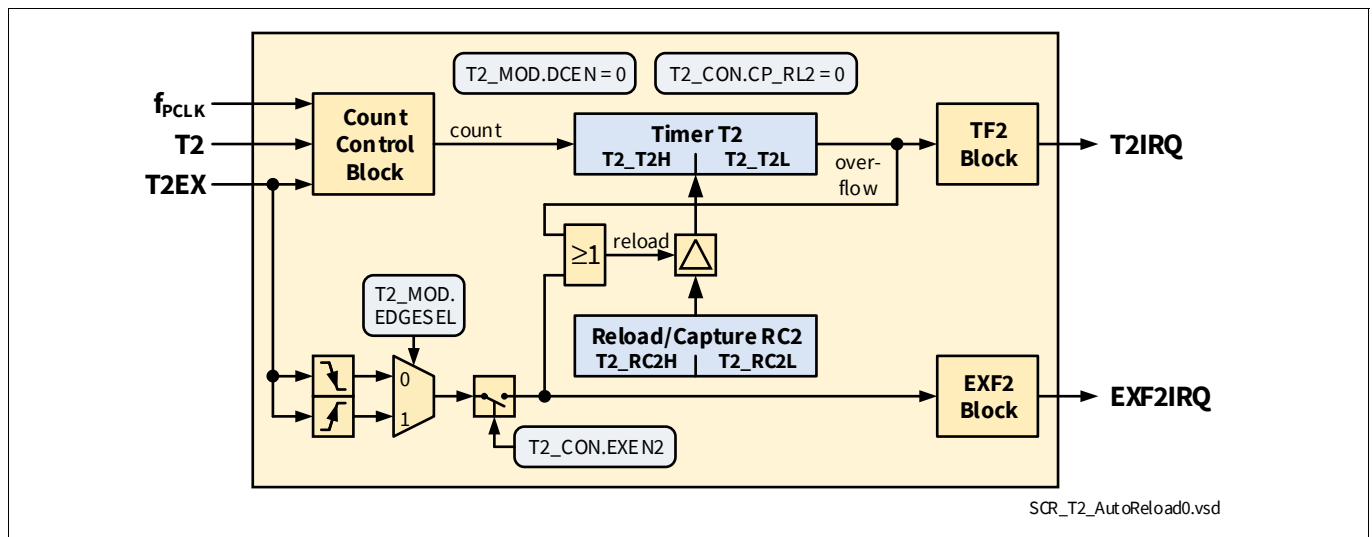 T2_MOD.DCEN = 0
T2_CON.CP_RL2 = 0
fPCLK
T2
T2EX
Count
Control
Block
count
Timer T2
T2_T2H
T2_T2L
over-
flow
TF2
Block
T2IRQ
≥1
reload
T2_MOD.
EDGESEL
Reload/Capture RC2
T2_RC2H
T2_RC2L
0
1
T2_CON.EXEN2
EXF2
Block
EXF2IRQ
SCR_T2_AutoReload0.vsd